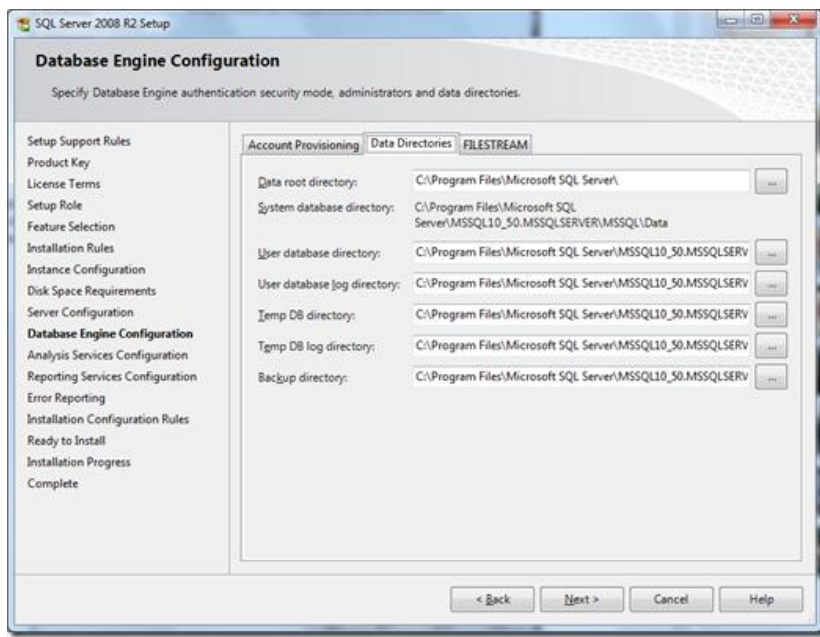 SQL Server 2008 R2 Setup
Database Engine Configuration
Specify Database Engine authentication security mode, administrators and data directories.
Setup Support Rules
Product Key
License Terms
Setup Role
Feature Selection
Installation Rules
Instance Configuration
Disk Space Requirements
Server Configuration
Database Engine Configuration
Analysis Services Configuration
Reporting Services Configuration
Error Reporting
Installation Configuration Rules
Ready to Install
Installation Progress
Complete
Account Provisioning Data Directories FILESTREAM
Data root directory: C:\Program Files\Microsoft SQL Server\ ...
System database directory: C:\Program Files\Microsoft SQL
Server\MSSQL10_50.MSSQLSERVER\MSSQL\Data
User database directory: C:\Program Files\Microsoft SQL Server\MSSQL10_50.MSSQLSERV ...
User database log directory: C:\Program Files\Microsoft SQL Server\MSSQL10_50.MSSQLSERV ...
Temp DB directory: C:\Program Files\Microsoft SQL Server\MSSQL10_50.MSSQLSERV ...
Temp DB log directory: C:\Program Files\Microsoft SQL Server\MSSQL10_50.MSSQLSERV ...
Backup directory: C:\Program Files\Microsoft SQL Server\MSSQL10_50.MSSQLSERV ...
< Back Next > Cancel Help